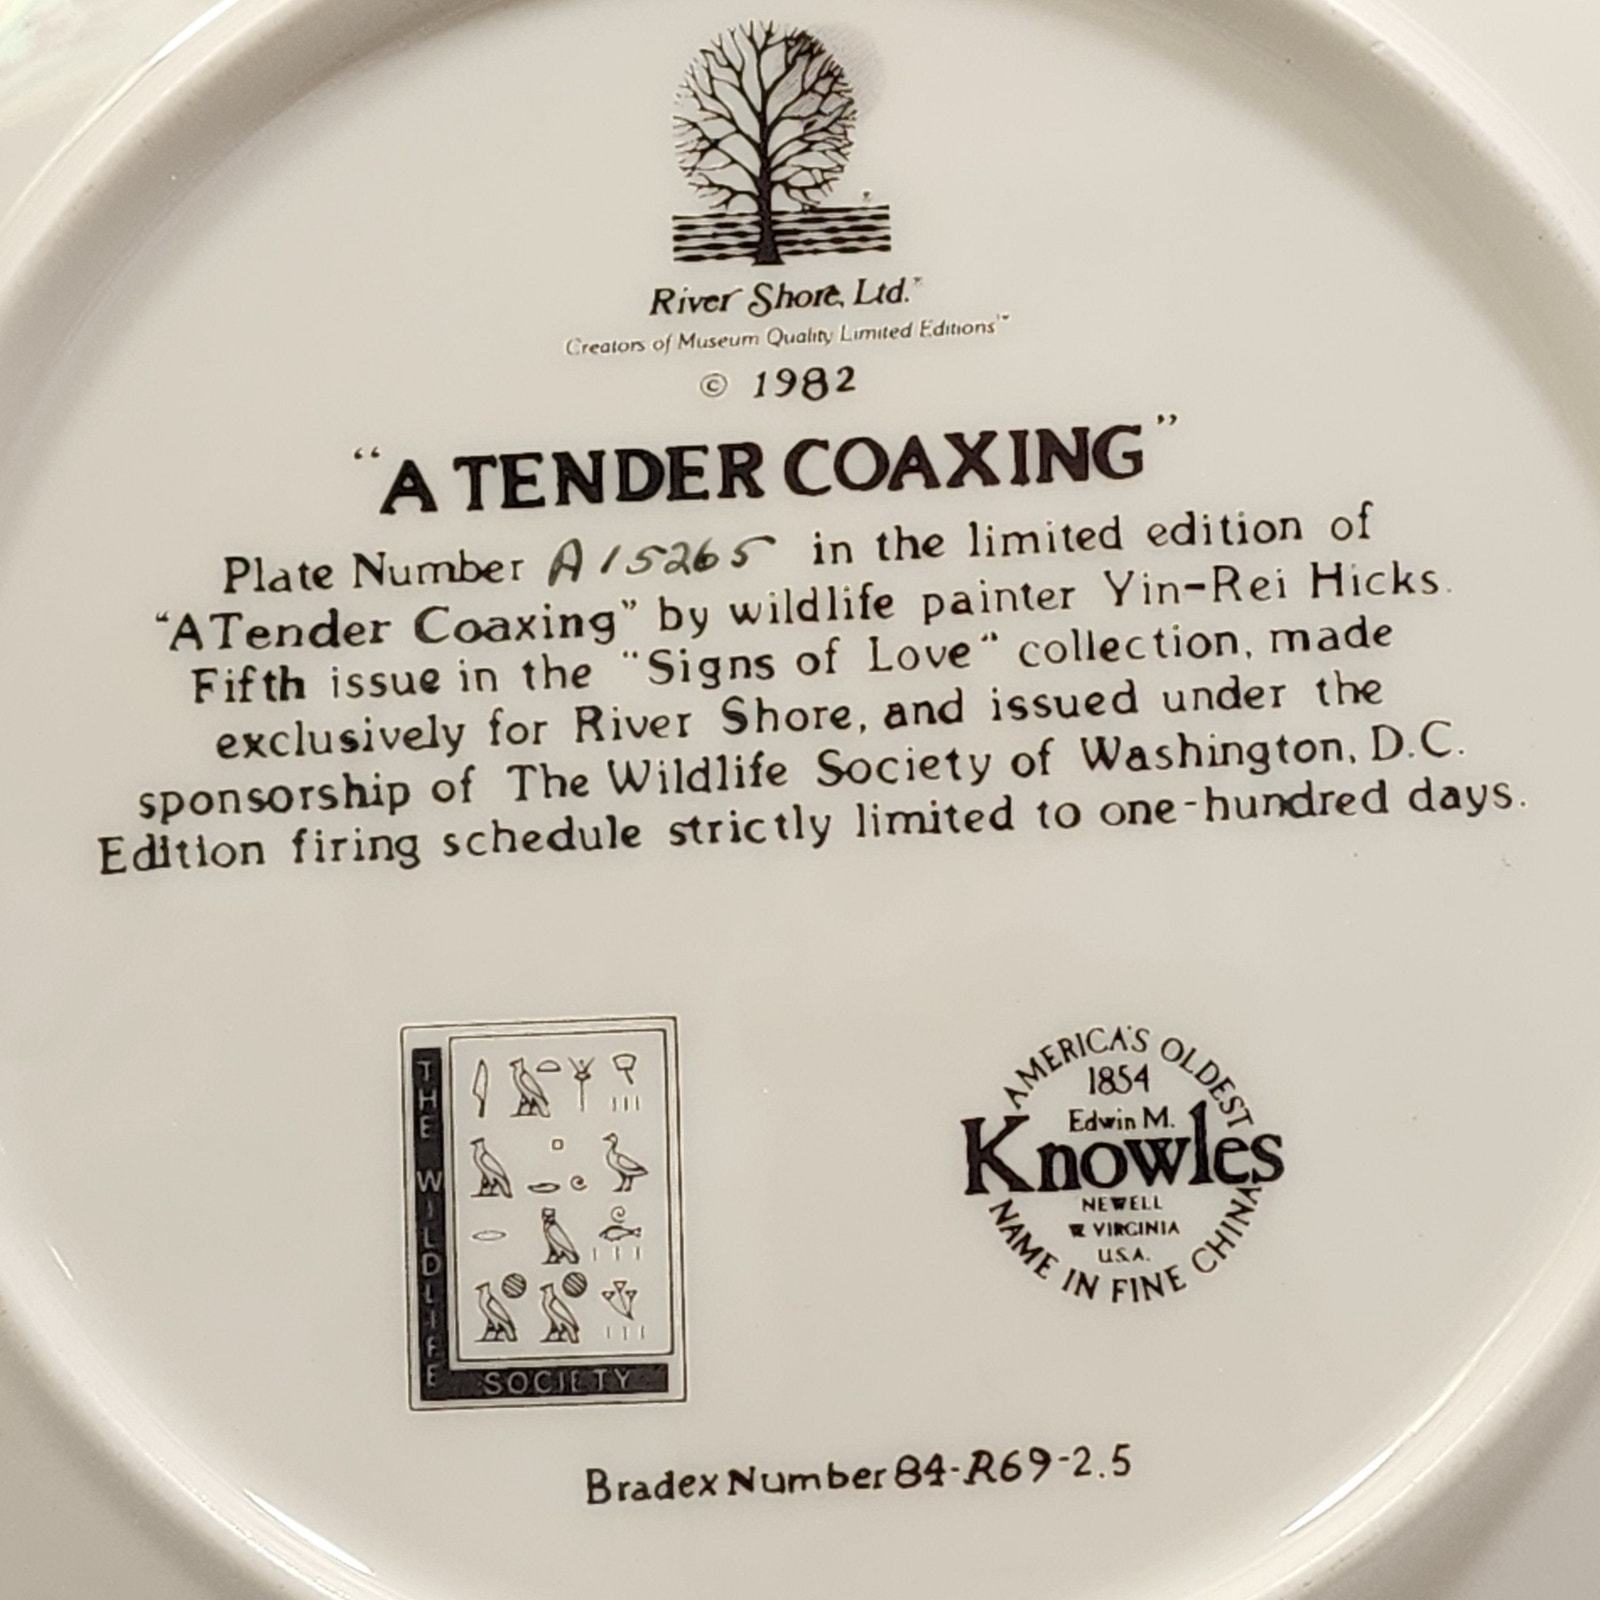 River Shore, Ltd.™
Creators of Museum Quality Limited Editions™
© 1982
“A TENDER COAXING”
Plate Number A15265 in the limited edition of
“A Tender Coaxing” by wildlife painter Yin-Rei Hicks.
Fifth issue in the “Signs of Love” collection, made
exclusively for River Shore, and issued under the
sponsorship of The Wildlife Society of Washington, D.C.
Edition firing schedule strictly limited to one-hundred days.
THE WILDLIFE
SOCIETY
AMERICA'S OLDEST
1854
Edwin M.
Knowles
NEWELL
W VIRGINIA
U.S.A.
NAME IN FINE CHINA
Bradex Number 84-R69-2.5